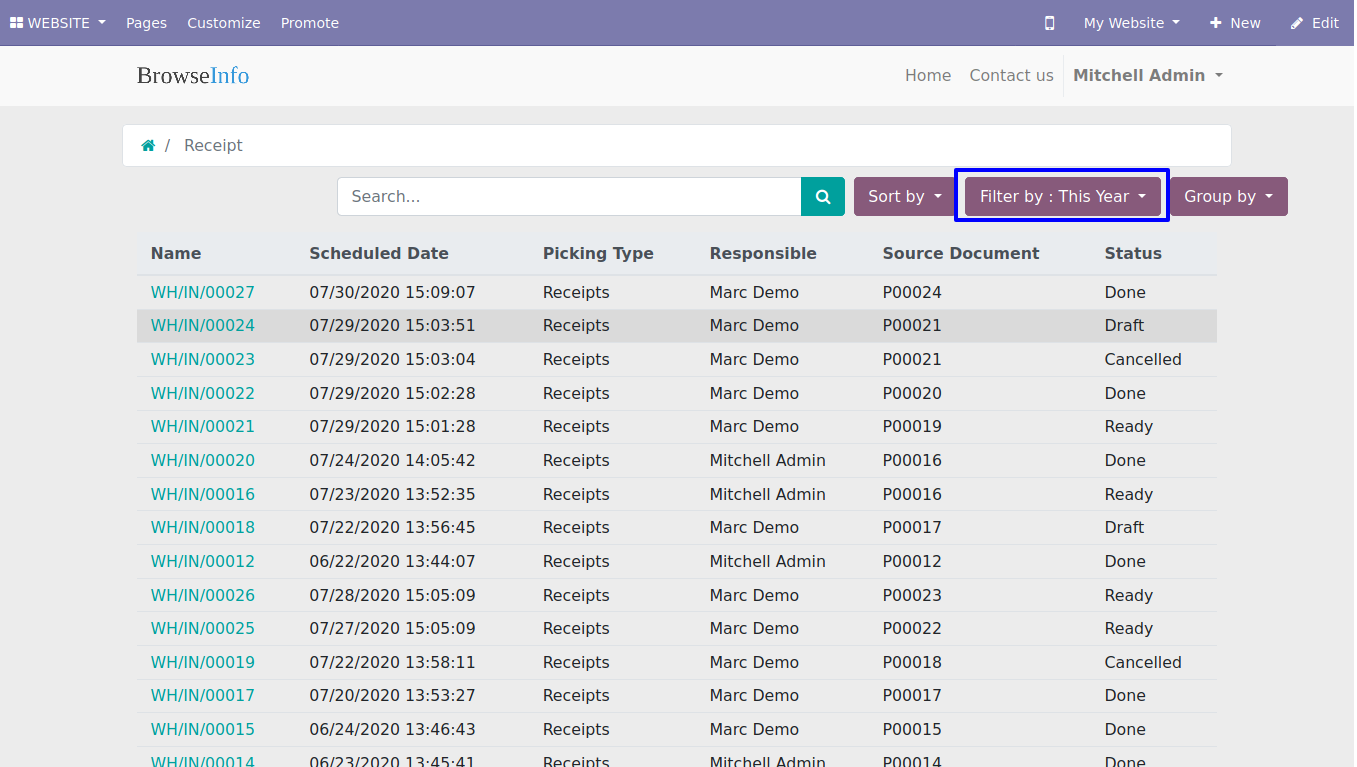 WEBSITE Pages Customize Promote My Website New Edit
BrowseInfo Home Contact us Mitchell Admin
/ Receipt
Search... Sort by Filter by : This Year Group by
Name Scheduled Date Picking Type Responsible Source Document Status
WH/IN/00027 07/30/2020 15:09:07 Receipts Marc Demo P00024 Done
WH/IN/00024 07/29/2020 15:03:51 Receipts Marc Demo P00021 Draft
WH/IN/00023 07/29/2020 15:03:04 Receipts Marc Demo P00021 Cancelled
WH/IN/00022 07/29/2020 15:02:28 Receipts Marc Demo P00020 Done
WH/IN/00021 07/29/2020 15:01:28 Receipts Marc Demo P00019 Ready
WH/IN/00020 07/24/2020 14:05:42 Receipts Mitchell Admin P00016 Done
WH/IN/00016 07/23/2020 13:52:35 Receipts Mitchell Admin P00016 Ready
WH/IN/00018 07/22/2020 13:56:45 Receipts Marc Demo P00017 Draft
WH/IN/00012 06/22/2020 13:44:07 Receipts Mitchell Admin P00012 Done
WH/IN/00026 07/28/2020 15:05:09 Receipts Marc Demo P00023 Ready
WH/IN/00025 07/27/2020 15:05:09 Receipts Marc Demo P00022 Ready
WH/IN/00019 07/22/2020 13:58:11 Receipts Marc Demo P00018 Cancelled
WH/IN/00017 07/20/2020 13:53:27 Receipts Marc Demo P00017 Done
WH/IN/00015 06/24/2020 13:46:43 Receipts Marc Demo P00015 Done
WH/IN/00014 06/23/2020 13:45:41 Receipts Mitchell Admin P00014 Done